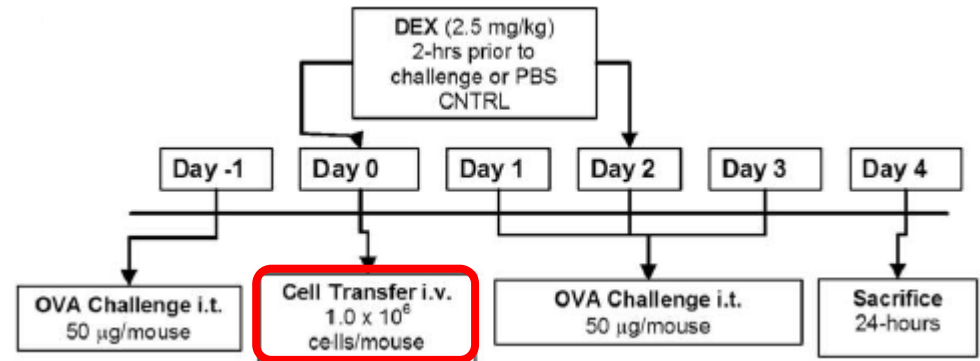 DEX (2.5 mg/kg)
2-hrs prior to
challenge or PBS
CNTRL
Day -1
Day 0
Day 1
Day 2
Day 3
Day 4
OVA Challenge i.t.
50 µg/mouse
Cell Transfer i.v.
1.0 x 10⁶
cells/mouse
OVA Challenge i.t.
50 µg/mouse
Sacrifice
24-hours